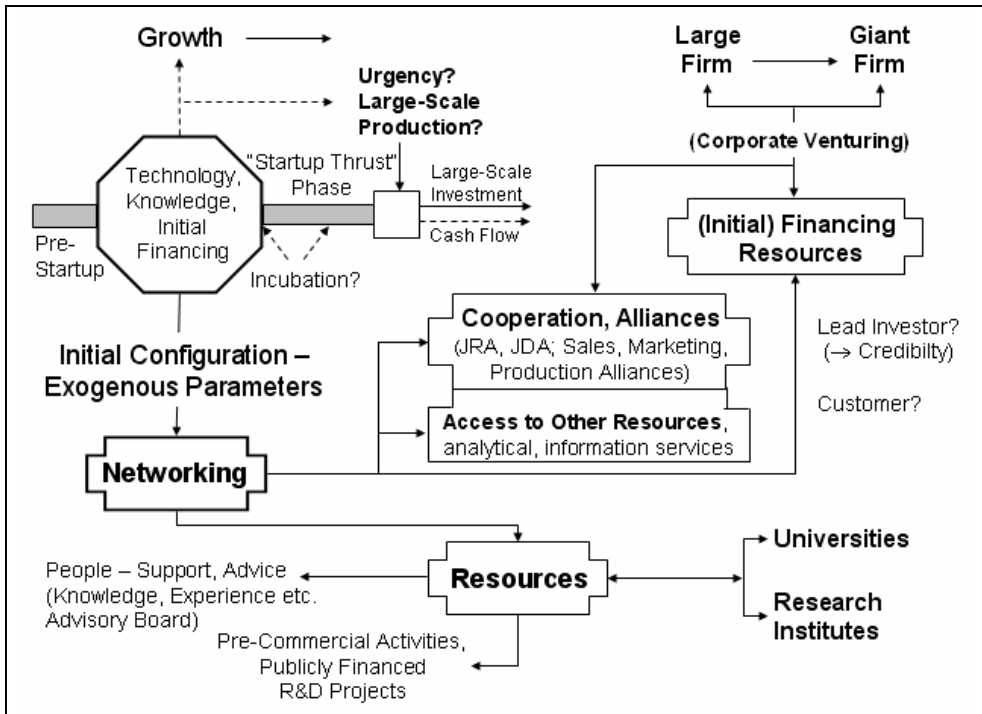 Growth
Urgency?
Large-Scale
Production?
Large
Firm
Giant
Firm
(Corporate Venturing)
"Startup Thrust"
Phase
Technology,
Knowledge,
Initial
Financing
Large-Scale
Investment
Cash Flow
Pre-
Startup
Incubation?
(Initial) Financing
Resources
Cooperation, Alliances
(JRA, JDA; Sales, Marketing,
Production Alliances)
Lead Investor?
(→ Credibilty)
Customer?
Initial Configuration –
Exogenous Parameters
Access to Other Resources,
analytical, information services
Networking
Resources
Universities
Research
Institutes
People – Support, Advice
(Knowledge, Experience etc.
Advisory Board)
Pre-Commercial Activities,
Publicly Financed
R&D Projects